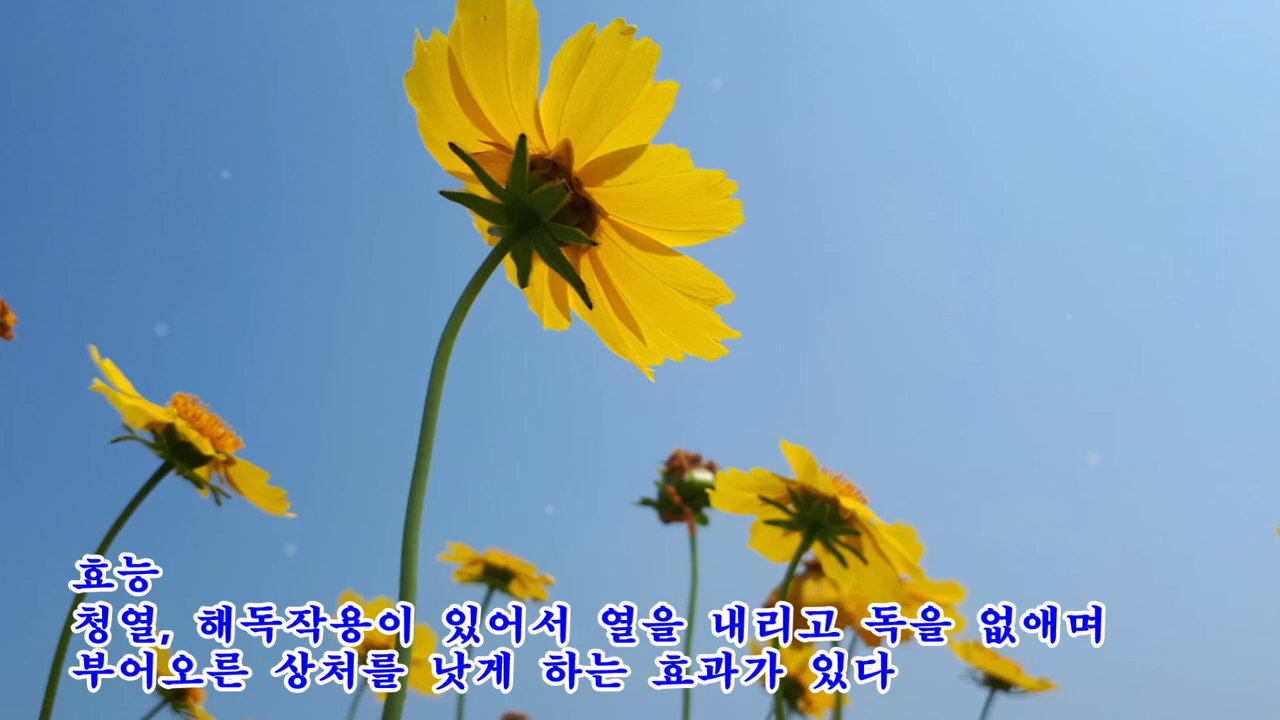 효능
청열, 해독작용이 있어서 열을 내리고 독을 없애며
부어오른 상처를 낫게 하는 효과가 있다